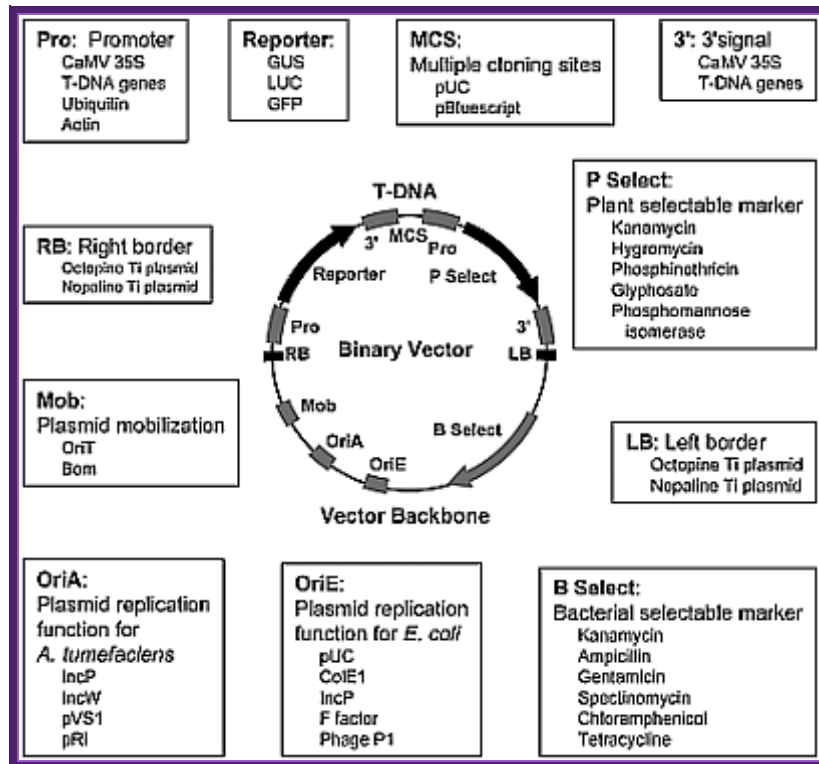 Pro: Promoter
CaMV 35S
T-DNA genes
Ubiquilin
Actin
Reporter:
GUS
LUC
GFP
MCS:
Multiple cloning sites
pUC
pBluescript
3': 3'signal
CaMV 35S
T-DNA genes
P Select:
Plant selectable marker
Kanamycin
Hygromycin
Phosphinothricin
Glyphosate
Phosphomannose
isomerase
RB: Right border
Octopine Ti plasmid
Nopaline Ti plasmid
T-DNA
3'
MCS
Pro
Reporter
P Select
Pro
3'
RB
Binary Vector
LB
Mob
OriA
OriE
B Select
Vector Backbone
Mob:
Plasmid mobilization
OriT
Bom
LB: Left border
Octopine Ti plasmid
Nopaline Ti plasmid
OriA:
Plasmid replication
function for
A. tumefaciens
IncP
IncW
pVS1
pRI
OriE:
Plasmid replication
function for E. coli
pUC
ColE1
IncP
F factor
Phage P1
B Select:
Bacterial selectable marker
Kanamycin
Ampicillin
Gentamicin
Spectinomycin
Chloramphenicol
Tetracycline